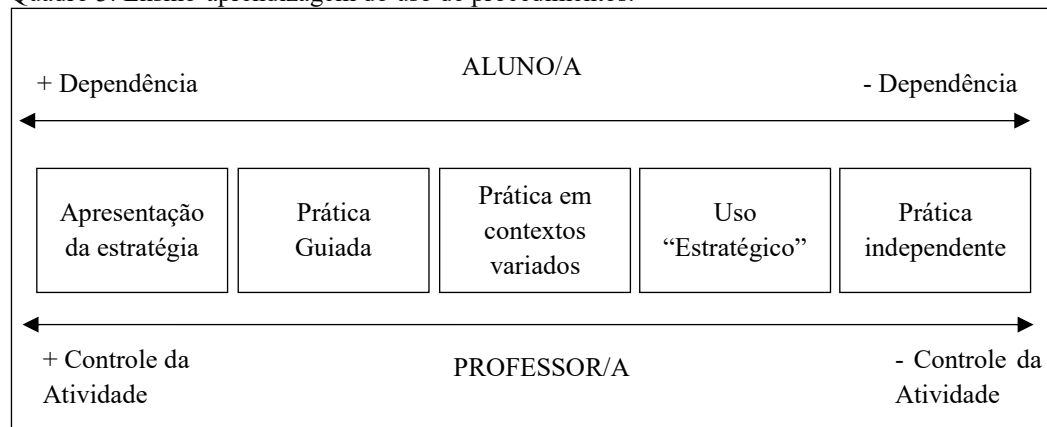 Quadro 3: Ensino-aprendizagem do uso de procedimentos.
ALUNO/A
+ Dependência
- Dependência
Apresentação
da estratégia
Prática
Guiada
Prática em
contextos
variados
Uso
“Estratégico”
Prática
independente
+ Controle da
Atividade
PROFESSOR/A
- Controle da
Atividade